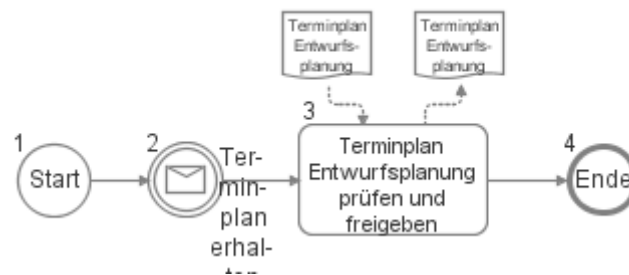 Terminplan
Entwurfs-
planung
Terminplan
Entwurfs-
planung
1
Start
2
Ter-
min-
plan
erhal-
ten
3
Terminplan
Entwurfsplanung
prüfen und
freigeben
4
Ende